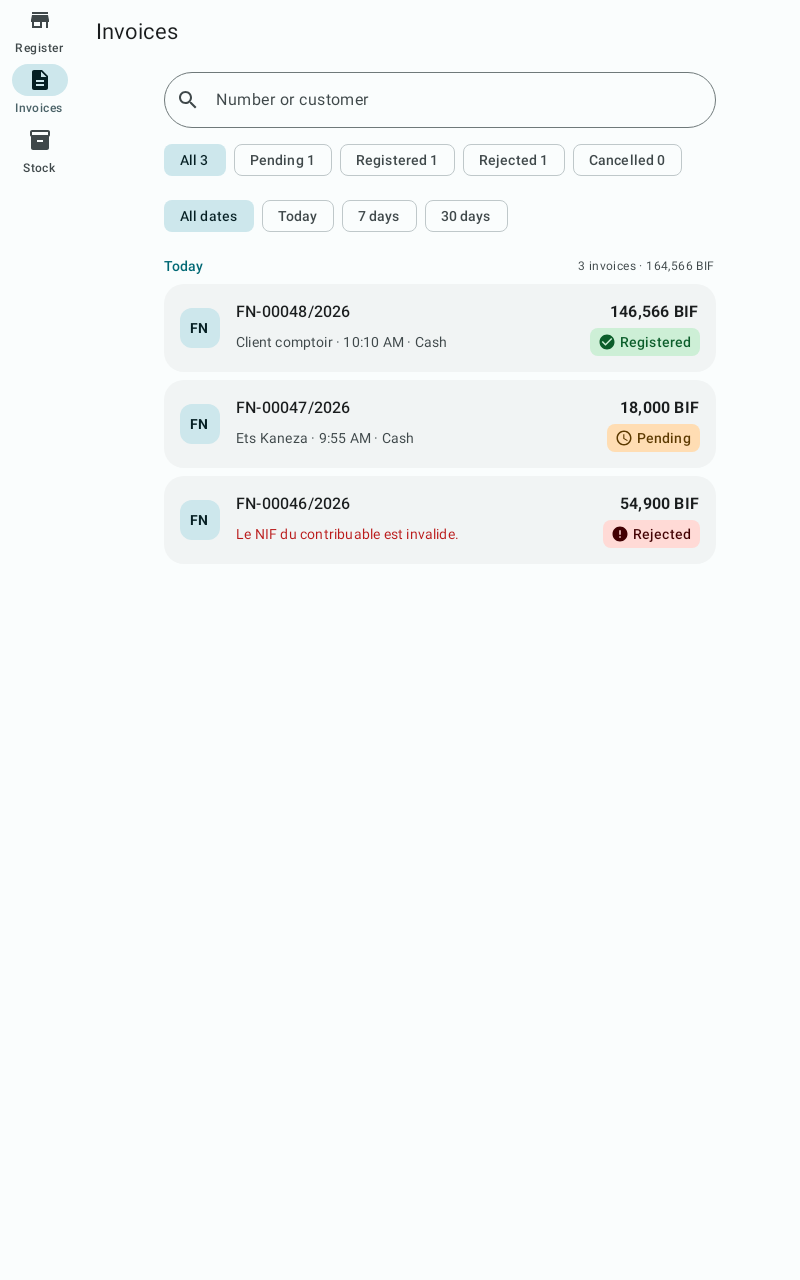 Register
Invoices
Stock
Invoices
Number or customer
All 3
Pending 1
Registered 1
Rejected 1
Cancelled 0
All dates
Today
7 days
30 days
Today
3 invoices · 164,566 BIF
FN
FN-00048/2026
146,566 BIF
Client comptoir · 10:10 AM · Cash
Registered
FN
FN-00047/2026
18,000 BIF
Ets Kaneza · 9:55 AM · Cash
Pending
FN
FN-00046/2026
54,900 BIF
Le NIF du contribuable est invalide.
Rejected